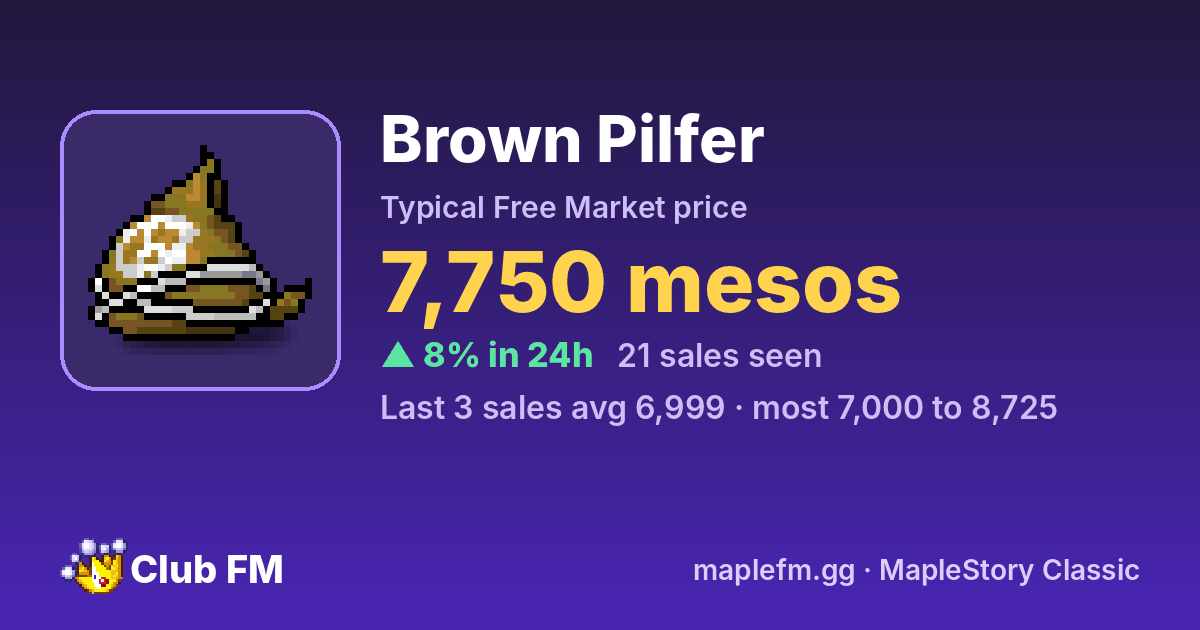 Brown Pilfer
Typical Free Market price
7,750 mesos
▲ 8% in 24h 21 sales seen
Last 3 sales avg 6,999 · most 7,000 to 8,725
Club FM
maplefm.gg · MapleStory Classic